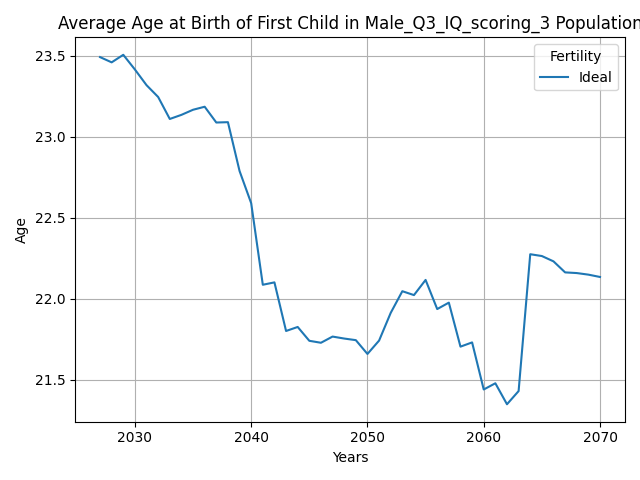 Average Age at Birth of First Child in Male_Q3_IQ_scoring_3 Population
Fertility
Ideal
23.5
23.0
22.5
22.0
21.5
Age
2030 2040 2050 2060 2070
Years